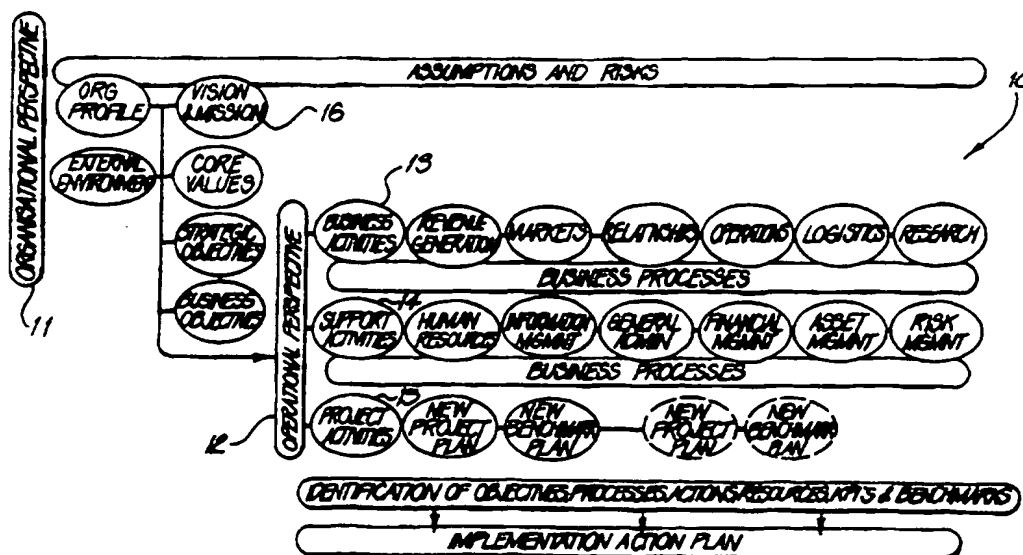 ORGANISATIONAL PERSPECTIVE
ASSUMPTIONS AND RISKS
10
ORG
PROFILE
VISION
&MISSION
16
EXTERNAL
ENVIRONMENT
CORE
VALUES
STRATEGIC
OBJECTIVES
BUSINESS
OBJECTIVES
11
OPERATIONAL PERSPECTIVE
12
13
BUSINESS
ACTIVITIES
REVENUE
GENERATION
MARKETS
RELATIONSHIPS
OPERATIONS
LOGISTICS
RESEARCH
BUSINESS PROCESSES
14
SUPPORT
ACTIVITIES
HUMAN
RESOURCES
INFORMATION
MGMNT
GENERAL
ADMIN
FINANCIAL
MGMNT
ASSET
MGMNT
RISK
MGMNT
BUSINESS PROCESSES
15
PROJECT
ACTIVITIES
NEW
PROJECT
PLAN
NEW
BENCHMARK
PLAN
NEW
PROJECT
PLAN
NEW
BENCHMARK
PLAN
IDENTIFICATION OF OBJECTIVES,PROCESSES,ACTIONS,RESOURCES,KPI'S & BENCHMARKS
IMPLEMENTATION ACTION PLAN